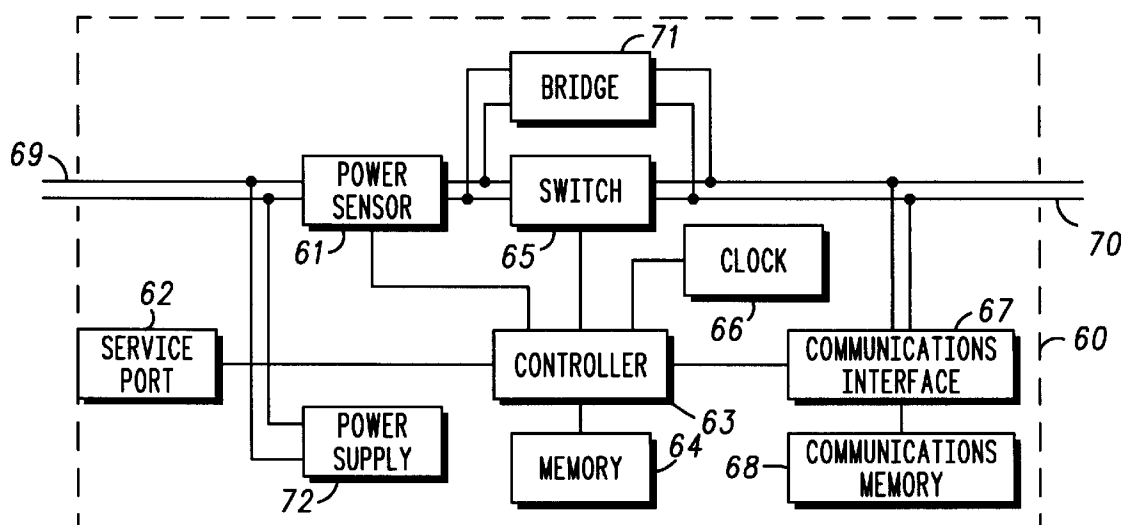 71
BRIDGE
69
POWER
SENSOR
61
SWITCH
65
70
CLOCK
66
62
SERVICE
PORT
CONTROLLER
63
67
COMMUNICATIONS
INTERFACE
60
POWER
SUPPLY
72
MEMORY
64
68
COMMUNICATIONS
MEMORY